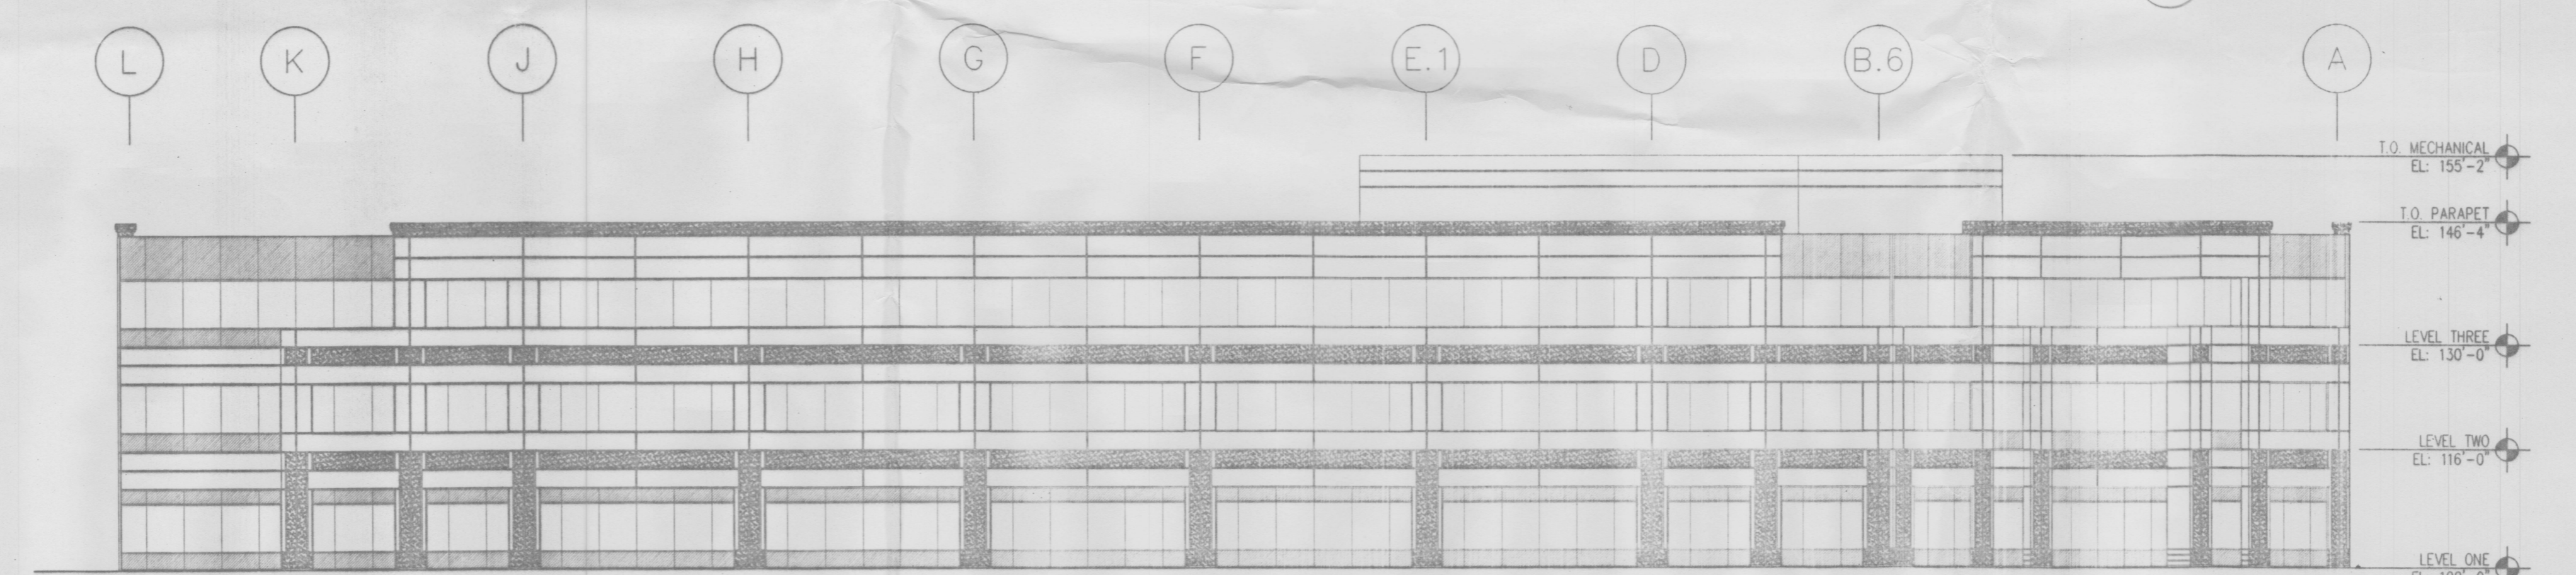 L K J H G F E.1 D B.6 A
T.O. MECHANICAL
EL: 155'-2"
T.O. PARAPET
EL: 146'-4"
LEVEL THREE
EL: 130'-0"
LEVEL TWO
EL: 116'-0"
LEVEL ONE